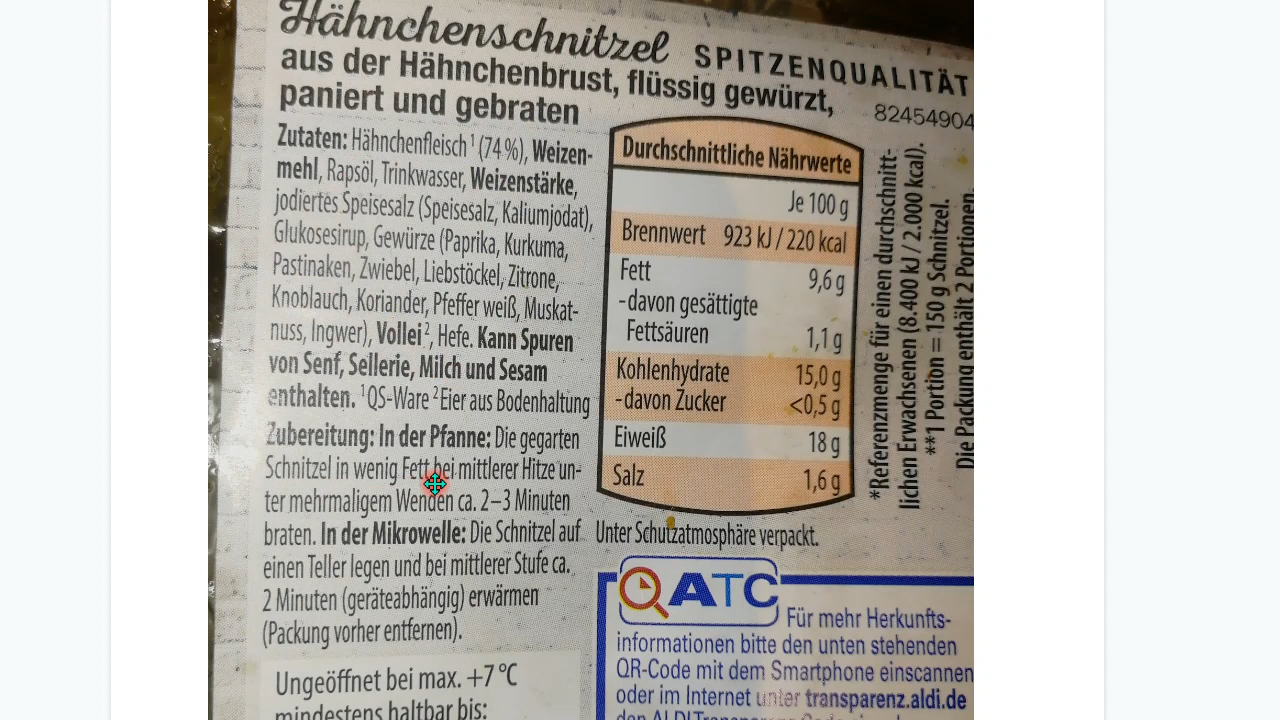 Hähnchenschnitzel SPITZENQUALITÄT
aus der Hähnchenbrust, flüssig gewürzt,
paniert und gebraten
82454904
Zutaten: Hähnchenfleisch¹ (74 %), Weizen-
mehl, Rapsöl, Trinkwasser, Weizenstärke,
jodiertes Speisesalz (Speisesalz, Kaliumjodat),
Glukosesirup, Gewürze (Paprika, Kurkuma,
Pastinaken, Zwiebel, Liebstöckel, Zitrone,
Knoblauch, Koriander, Pfeffer weiß, Muskat-
nuss, Ingwer), Vollei², Hefe. Kann Spuren
von Senf, Sellerie, Milch und Sesam
enthalten. ¹QS-Ware ²Eier aus Bodenhaltung
Zubereitung: In der Pfanne: Die gegarten
Schnitzel in wenig Fett bei mittlerer Hitze un-
ter mehrmaligem Wenden ca. 2–3 Minuten
braten. In der Mikrowelle: Die Schnitzel auf
einen Teller legen und bei mittlerer Stufe ca.
2 Minuten (geräteabhängig) erwärmen
(Packung vorher entfernen).
Ungeöffnet bei max. +7 °C
mindestens haltbar bis:
Durchschnittliche Nährwerte
Je 100 g
Brennwert 923 kJ / 220 kcal
Fett 9,6 g
-davon gesättigte
Fettsäuren 1,1 g
Kohlenhydrate 15,0 g
-davon Zucker <0,5 g
Eiweiß 18 g
Salz 1,6 g
*Referenzmenge für einen durchschnitt-
lichen Erwachsenen (8.400 kJ / 2.000 kcal).
**1 Portion = 150 g Schnitzel.
Die Packung enthält 2 Portionen.
Unter Schutzatmosphäre verpackt.
ATC
Für mehr Herkunfts-
informationen bitte den unten stehenden
QR-Code mit dem Smartphone einscannen
oder im Internet unter transparenz.aldi.de